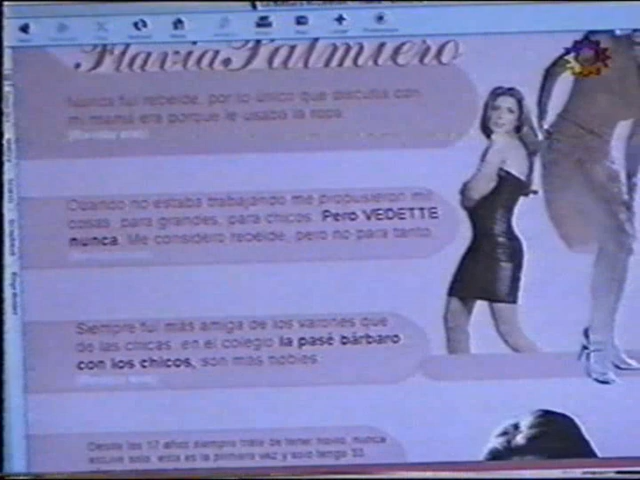 Flavia Palmiero
Nunca fui rebelde, por lo único que discutía con
mi mamá era porque le usaba la ropa.
Cuando no estaba trabajando me propusieron mil
cosas, para grandes, para chicos. Pero VEDETTE
nunca. Me considero rebelde, pero no para tanto.
Siempre fui más amiga de los varones que
de las chicas, en el colegio la pasé bárbaro
con los chicos, son más nobles.
Desde los 17 años siempre traté de tener novio, nunca
estuve sola, esta es la primera vez y solo tengo 33